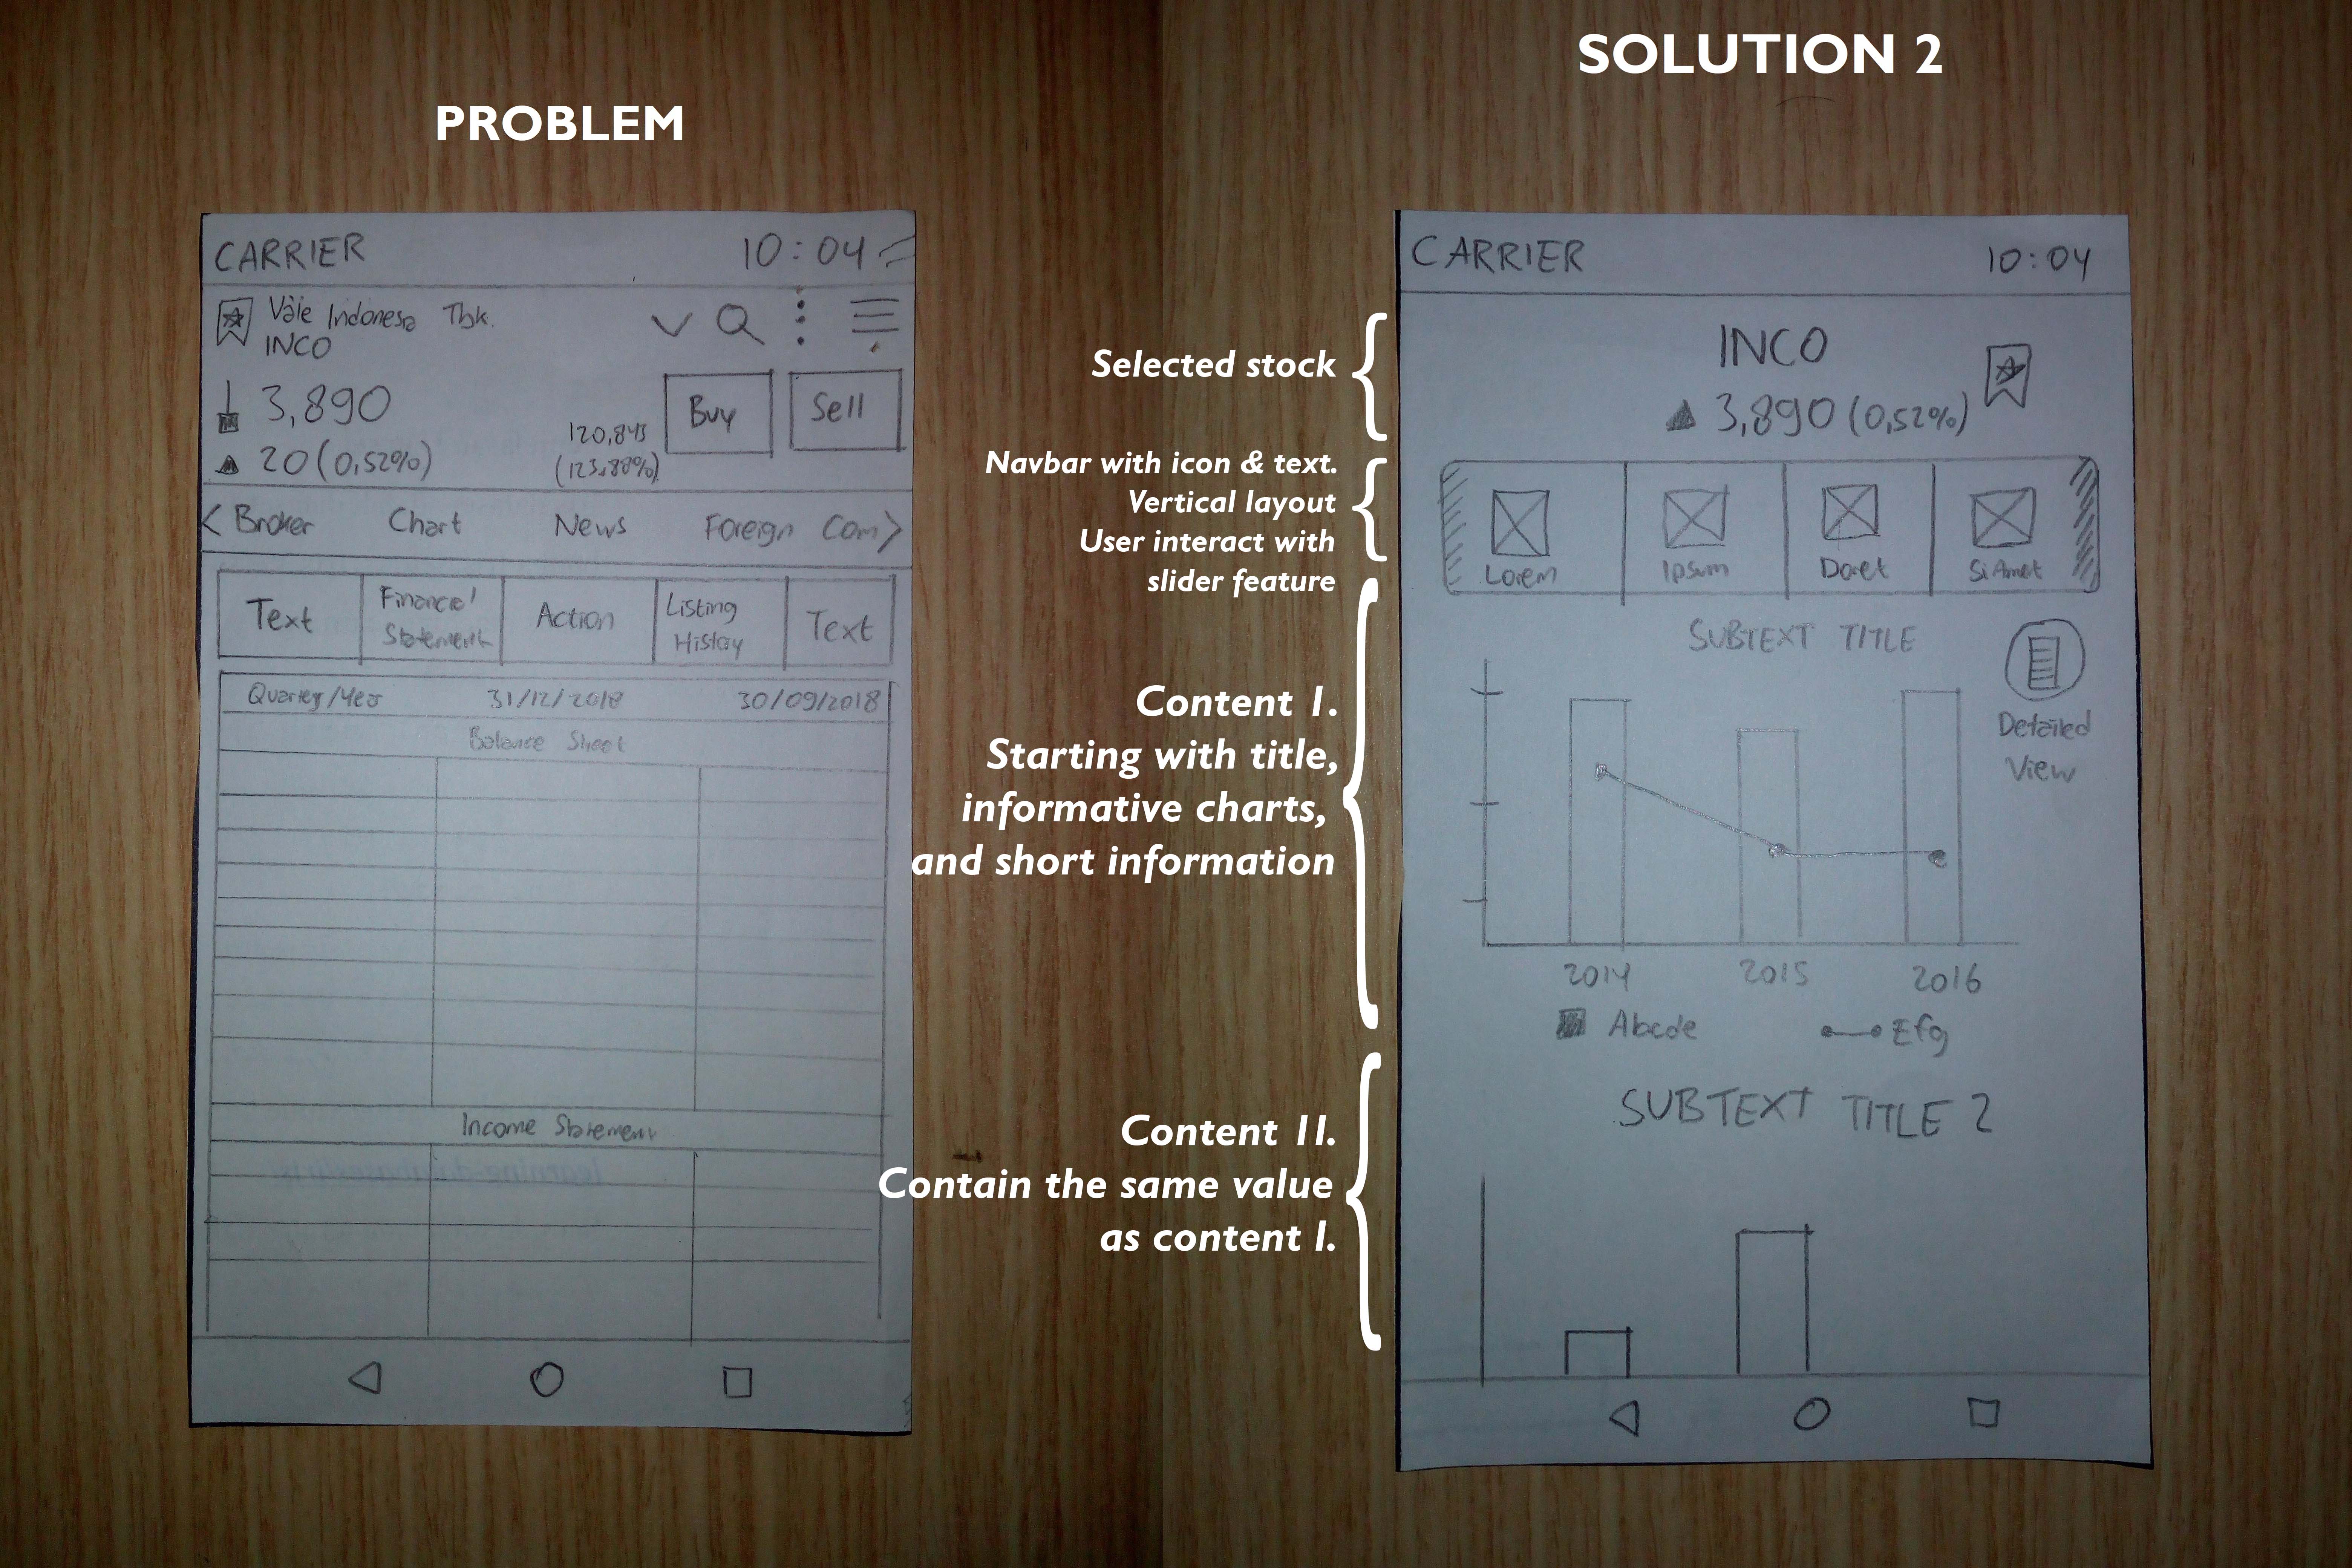 PROBLEM
CARRIER 10:04
Vale Indonesia Tbk.
INCO
3,890
Buy
Sell
20 (0,52%)
120,843
(123,88%)
< Broker Chart News Foreign Com >
Text
Financial
Statement
Action
Listing
History
Text
Quarter/Year 31/12/2018 30/09/2018
Balance Sheet
Income Statement
SOLUTION 2
Selected stock
Navbar with icon & text.
Vertical layout
User interact with
slider feature
Content 1.
Starting with title,
informative charts,
and short information
Content 11.
Contain the same value
as content 1.
CARRIER 10:04
INCO
3,890 (0,52%)
Lorem Ipsum Doret Si Amet
SUBTEXT TITLE
Detailed
View
2014 2015 2016
Abcde Efg
SUBTEXT TITLE 2